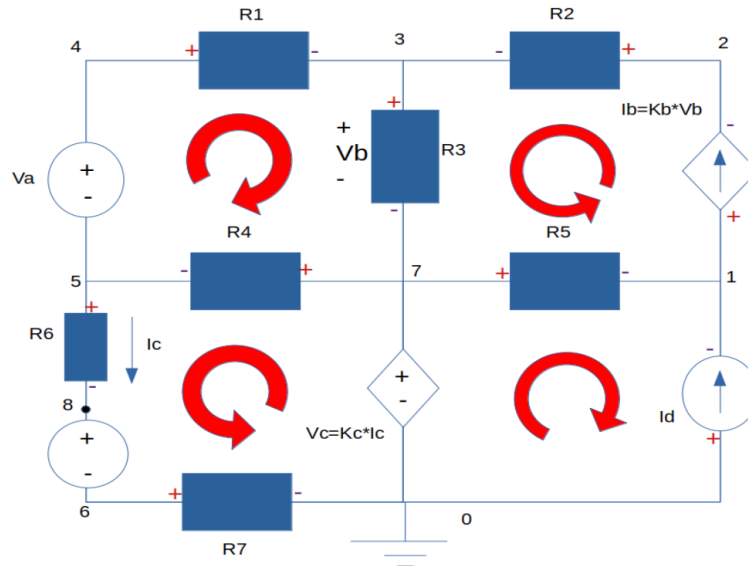 R1
R2
4
3
2
+
-
-
+
Ib=Kb*Vb
+
+
Vb
-
R3
-
-
+
Va
+
-
R4
R5
5
-
+
7
+
-
1
+
R6
Ic
-
8
+
-
+
-
Vc=Kc*Ic
-
Id
+
6
+
-
0
R7